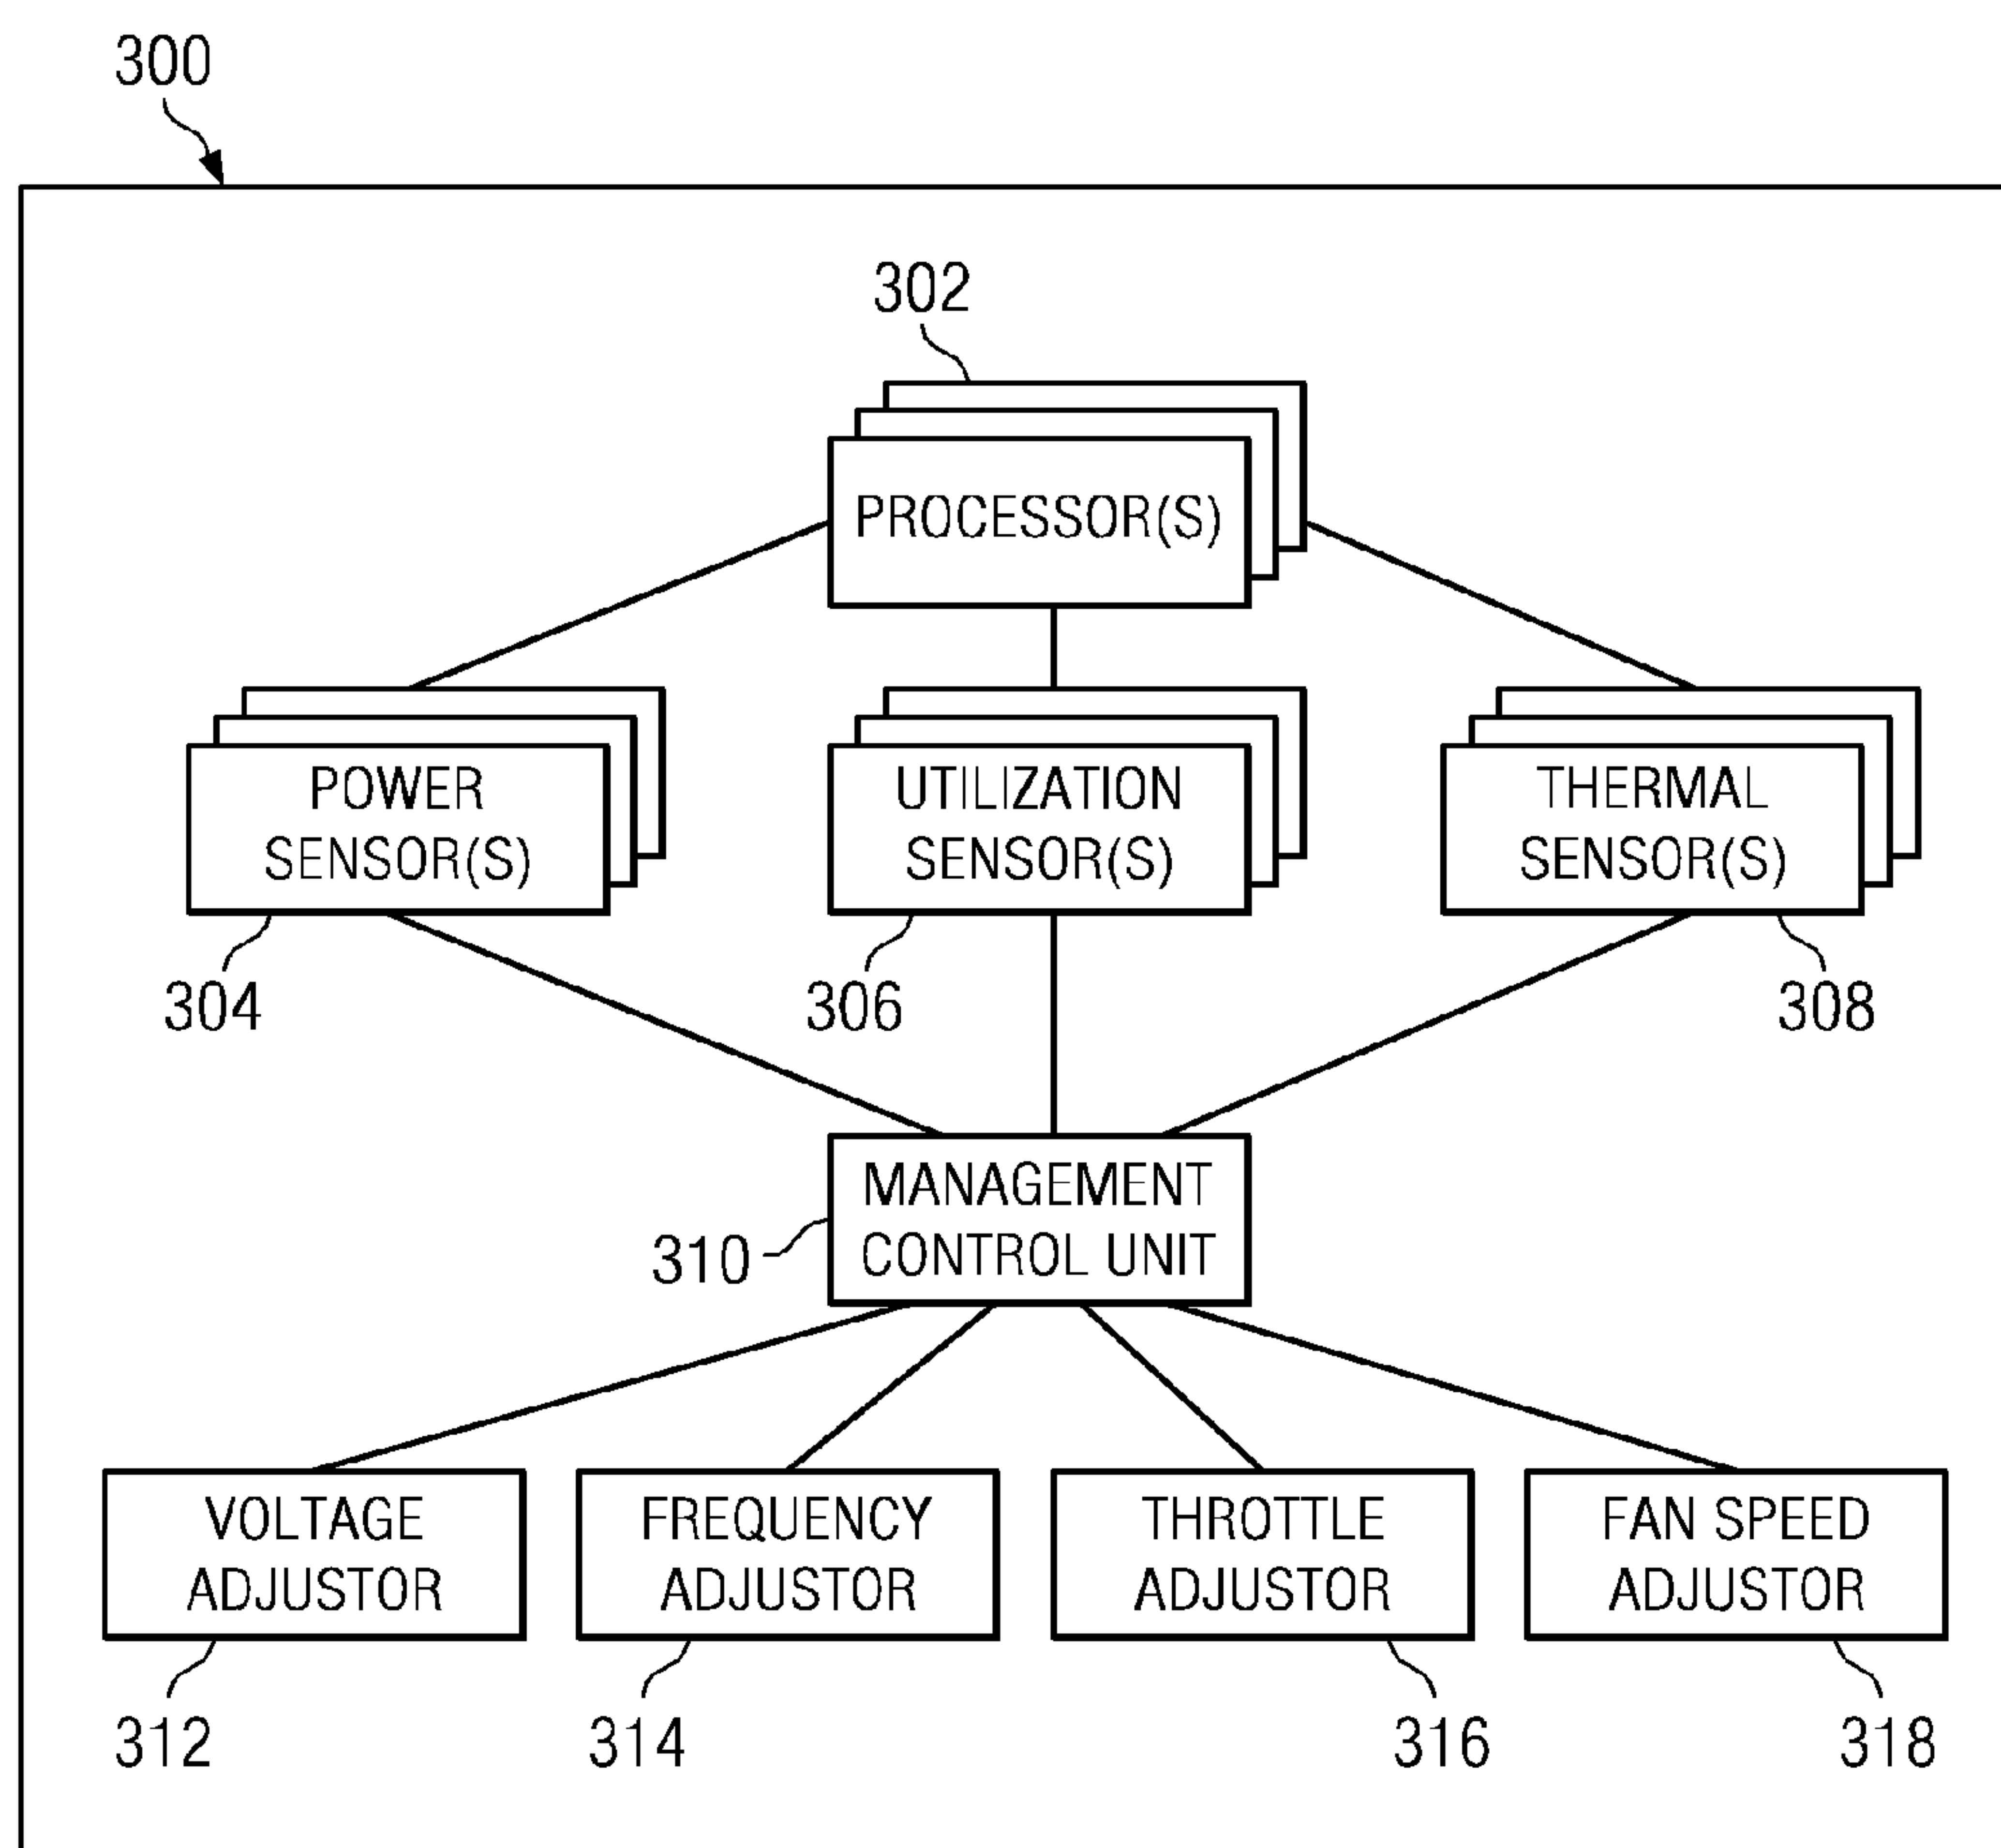 300
302
PROCESSOR(S)
POWER
SENSOR(S)
UTILIZATION
SENSOR(S)
THERMAL
SENSOR(S)
304
306
308
MANAGEMENT
CONTROL UNIT
310
VOLTAGE
ADJUSTOR
FREQUENCY
ADJUSTOR
THROTTLE
ADJUSTOR
FAN SPEED
ADJUSTOR
312
314
316
318